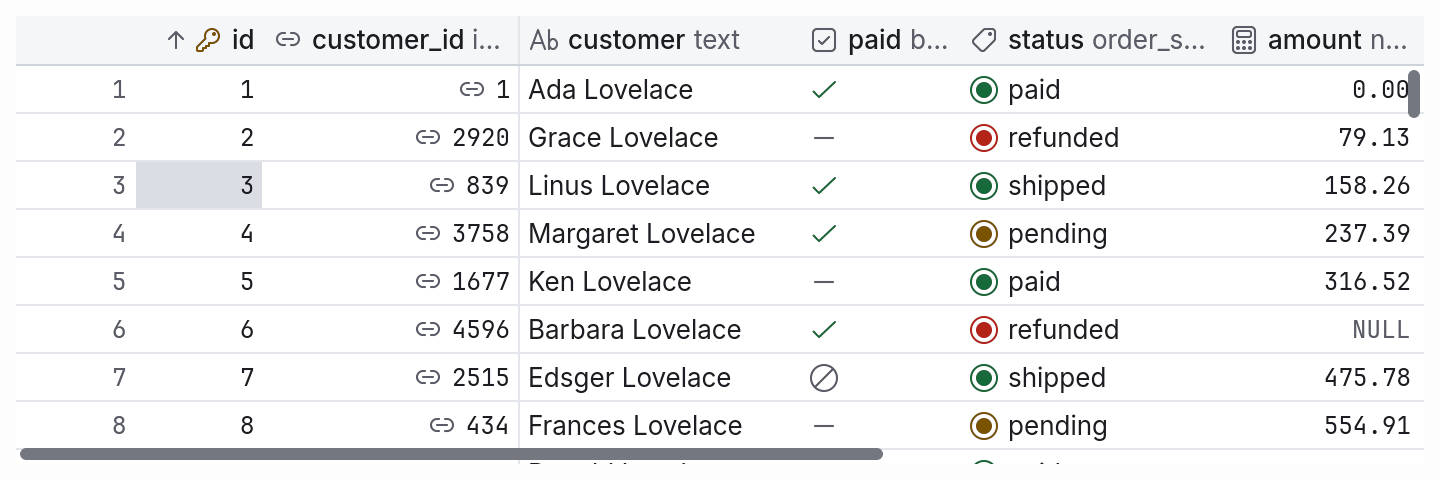 id customer_id i... Ab customer text paid b... status order_s... amount n...
1 1 1 Ada Lovelace paid 0.00
2 2 2920 Grace Lovelace refunded 79.13
3 3 839 Linus Lovelace shipped 158.26
4 4 3758 Margaret Lovelace pending 237.39
5 5 1677 Ken Lovelace paid 316.52
6 6 4596 Barbara Lovelace refunded NULL
7 7 2515 Edsger Lovelace shipped 475.78
8 8 434 Frances Lovelace pending 554.91